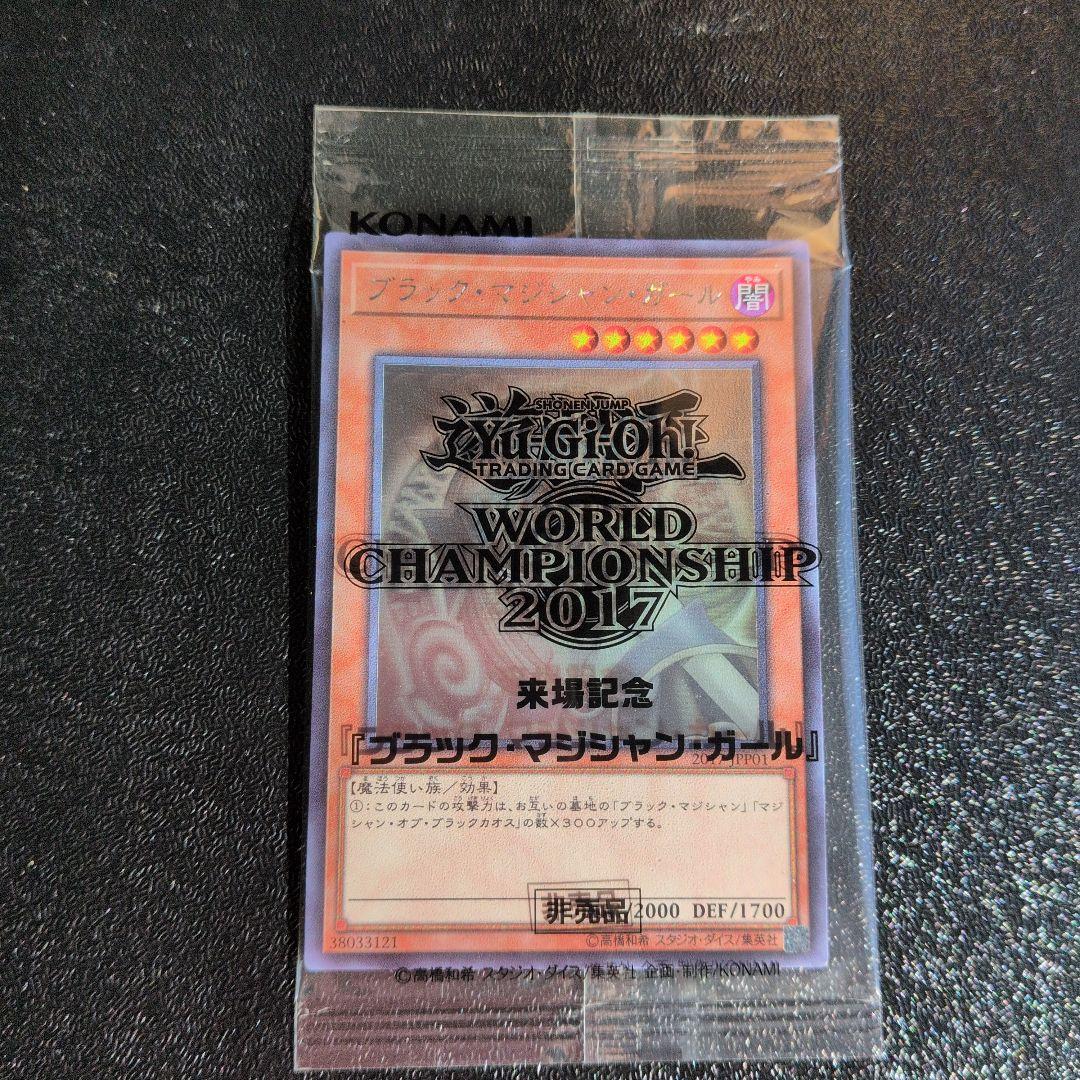 KONAMI
ブラック・マジシャン・ガール
やみ
闇
遊戯王
SHONEN JUMP
Yu-Gi-Oh!
TRADING CARD GAME
WORLD
CHAMPIONSHIP
2017
来場記念
『ブラック・マジシャン・ガール』
2017-JPP01
【魔法使い族／効果】
①：このカードの攻撃力は、お互いの墓地の「ブラック・マジシャン」「マジ
シャン・オブ・ブラックカオス」の数×３００アップする。
非売品
/2000 DEF/1700
38033121
©高橋和希 スタジオ・ダイス/集英社
©高橋和希 スタジオ・ダイス/集英社 企画・制作/KONAMI